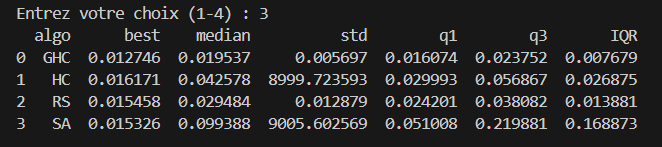 Entrez votre choix (1-4) : 3
algo best median std q1 q3 IQR
0 GHC 0.012746 0.019537 0.005697 0.016074 0.023752 0.007679
1 HC 0.016171 0.042578 8999.723593 0.029993 0.056867 0.026875
2 RS 0.015458 0.029484 0.012879 0.024201 0.038082 0.013881
3 SA 0.015326 0.099388 9005.602569 0.051008 0.219881 0.168873